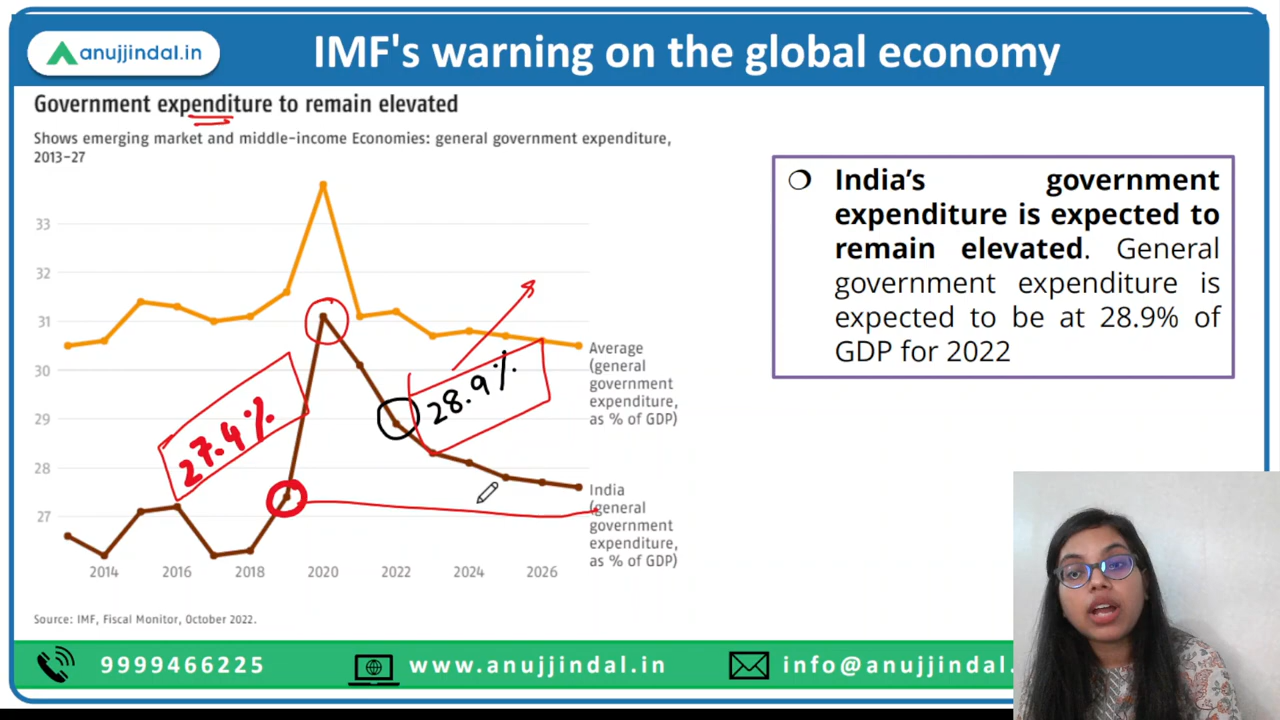 anujjindal.in
IMF's warning on the global economy
Government expenditure to remain elevated
Shows emerging market and middle-income Economies: general government expenditure,
2013-27
33
32
31
30
29
28
27
27.4%
28.9%
Average
(general
government
expenditure,
as % of GDP)
India
(general
government
expenditure,
as % of GDP)
2014
2016
2018
2020
2022
2024
2026
Source: IMF, Fiscal Monitor, October 2022.
❍ India's government
expenditure is expected to
remain elevated. General
government expenditure is
expected to be at 28.9% of
GDP for 2022
9999466225
www.anujjindal.in
info@anujjindal.